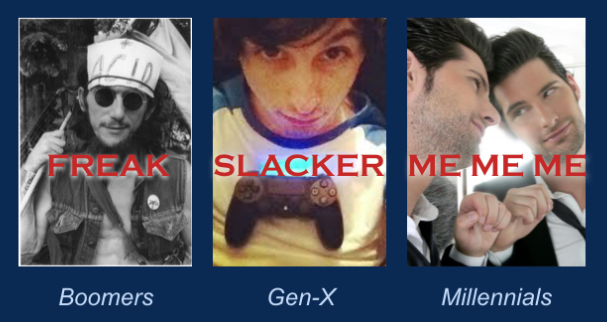 ACID
FREAK
SLACKER
ME ME ME
Boomers
Gen-X
Millennials